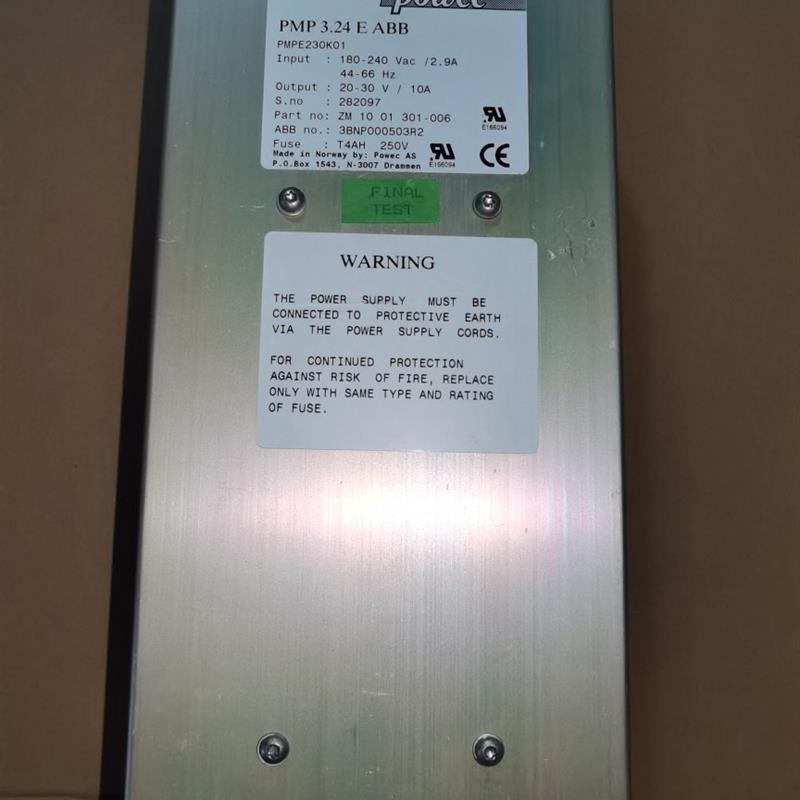 powec
PMP 3.24 E ABB
PMPE230K01
Input : 180-240 Vac /2.9A
44-66 Hz
Output : 20-30 V / 10A
S.no : 282097
Part no: ZM 10 01 301-006
ABB no.: 3BNP000503R2
Fuse : T4AH 250V
Made in Norway by: Powec AS
P.O.Box 1543, N-3007 Drammen
RU
E166094
RU
E166094
CE
FINAL
TEST
WARNING
THE POWER SUPPLY MUST BE
CONNECTED TO PROTECTIVE EARTH
VIA THE POWER SUPPLY CORDS.
FOR CONTINUED PROTECTION
AGAINST RISK OF FIRE, REPLACE
ONLY WITH SAME TYPE AND RATING
OF FUSE.